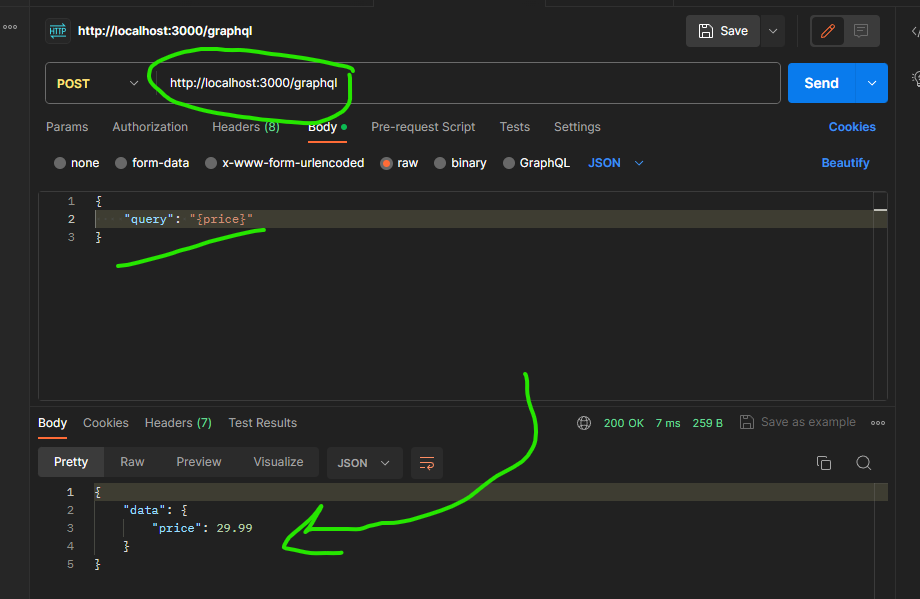 HTTP http://localhost:3000/graphql Save
POST http://localhost:3000/graphql Send
Params Authorization Headers (8) Body Pre-request Script Tests Settings Cookies
none form-data x-www-form-urlencoded raw binary GraphQL JSON Beautify
1 {
2 "query": "{price}"
3 }
Body Cookies Headers (7) Test Results 200 OK 7 ms 259 B Save as example
Pretty Raw Preview Visualize JSON
1 {
2 "data": {
3 "price": 29.99
4 }
5 }